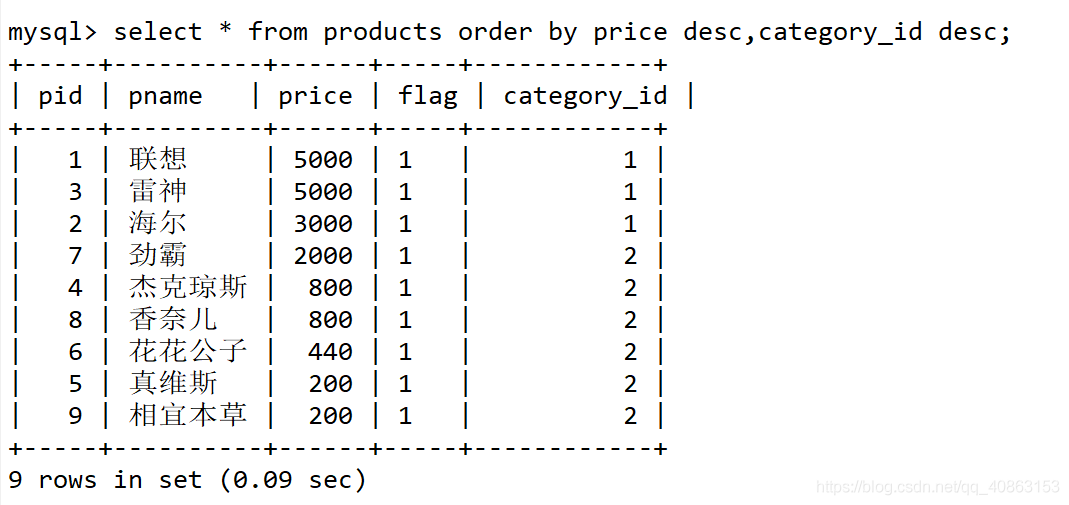 mysql> select * from products order by price desc,category_id desc;
+-----+----------+------+-----+------------+
| pid | pname   | price | flag | category_id |
+-----+----------+------+-----+------------+
|   1 | 联想     | 5000 | 1   |          1 |
|   3 | 雷神     | 5000 | 1   |          1 |
|   2 | 海尔     | 3000 | 1   |          1 |
|   7 | 劲霸     | 2000 | 1   |          2 |
|   4 | 杰克琼斯 |  800 | 1   |          2 |
|   8 | 香奈儿   |  800 | 1   |          2 |
|   6 | 花花公子 |  440 | 1   |          2 |
|   5 | 真维斯   |  200 | 1   |          2 |
|   9 | 相宜本草 |  200 | 1   |          2 |
+-----+----------+------+-----+------------+
9 rows in set (0.09 sec)
https://blog.csdn.net/qq_40863153